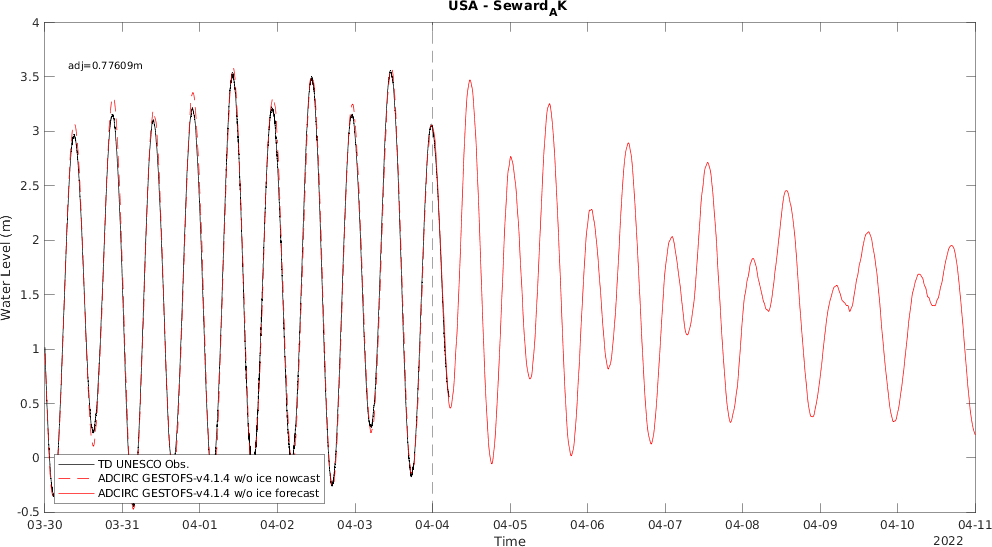 USA - Seward_AK
adj=0.77609m
Water Level (m)
4
3.5
3
2.5
2
1.5
1
0.5
0
-0.5
TD UNESCO Obs.
ADCIRC GESTOFS-v4.1.4 w/o ice nowcast
ADCIRC GESTOFS-v4.1.4 w/o ice forecast
03-30 03-31 04-01 04-02 04-03 04-04 04-05 04-06 04-07 04-08 04-09 04-10 04-11
Time
2022